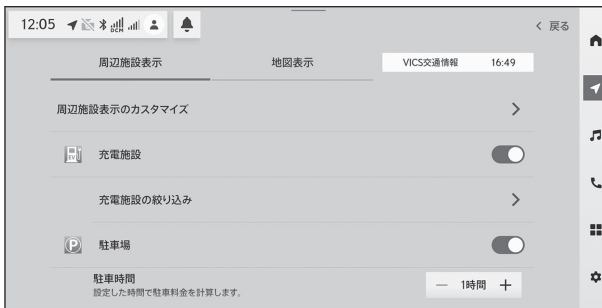 12:05
DCM
戻る
周辺施設表示
地図表示
VICS交通情報 16:49
周辺施設表示のカスタマイズ
EV
充電施設
充電施設の絞り込み
P
駐車場
駐車時間
設定した時間で駐車料金を計算します。
1時間